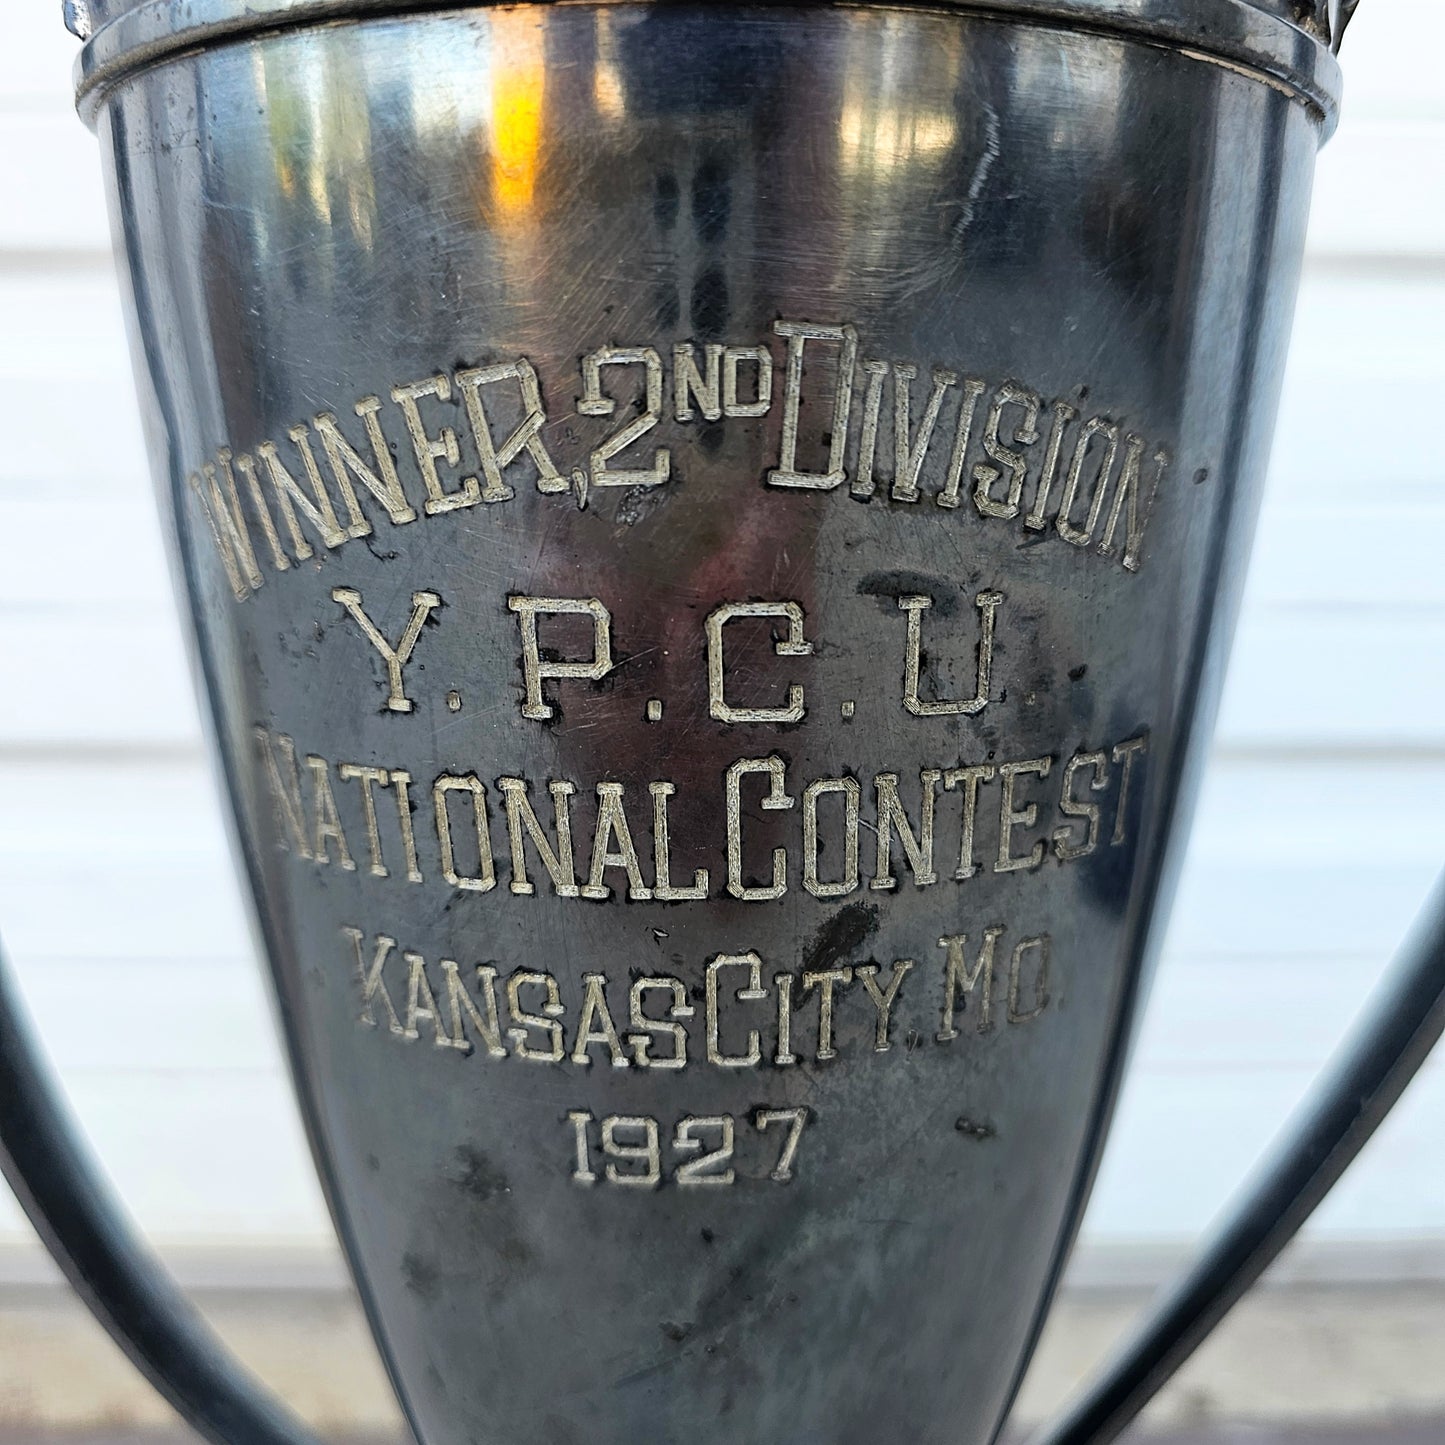 WINNER, 2ND DIVISION
Y. P. C. U.
NATIONAL CONTEST
KANSAS CITY, MO.
1927